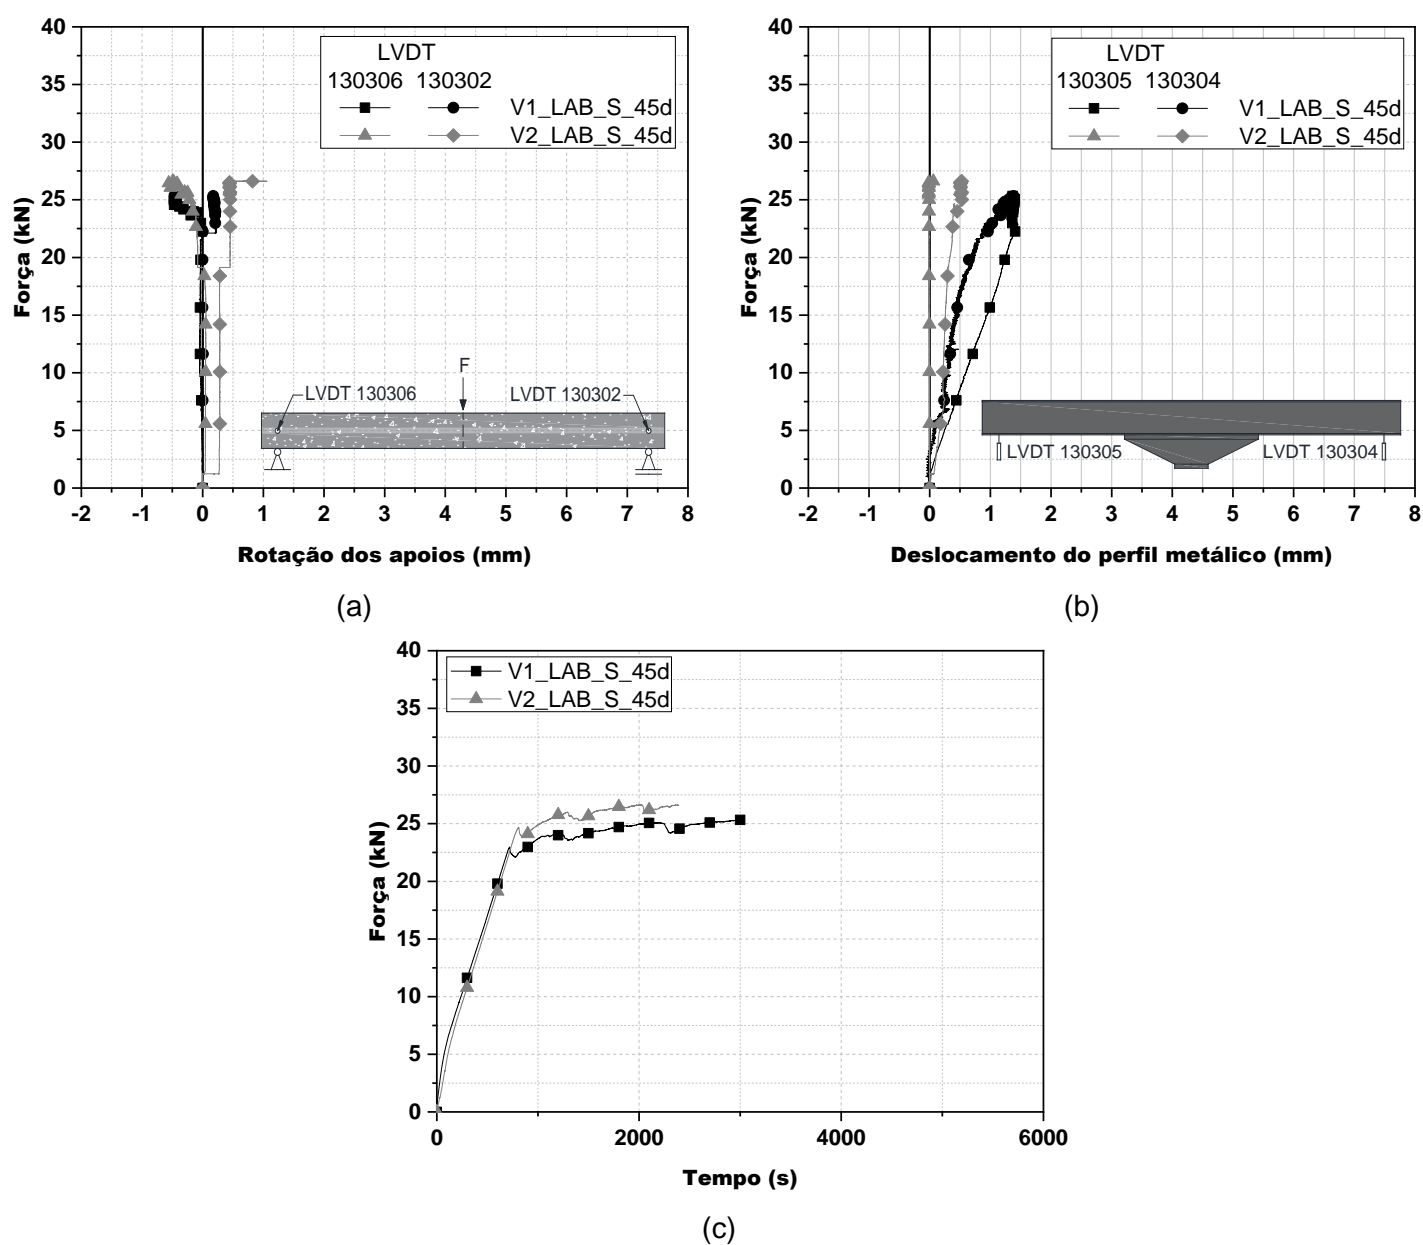 LVDT
130306 130302
V1_LAB_S_45d
V2_LAB_S_45d
40
35
30
25
20
15
10
5
0
Força (kN)
F
LVDT 130306
LVDT 130302
-2 -1 0 1 2 3 4 5 6 7 8
Rotação dos apoios (mm)
(a)
LVDT
130305 130304
V1_LAB_S_45d
V2_LAB_S_45d
40
35
30
25
20
15
10
5
0
Força (kN)
LVDT 130305
LVDT 130304
-2 -1 0 1 2 3 4 5 6 7 8
Deslocamento do perfil metálico (mm)
(b)
V1_LAB_S_45d
V2_LAB_S_45d
40
35
30
25
20
15
10
5
0
Força (kN)
0 2000 4000 6000
Tempo (s)
(c)